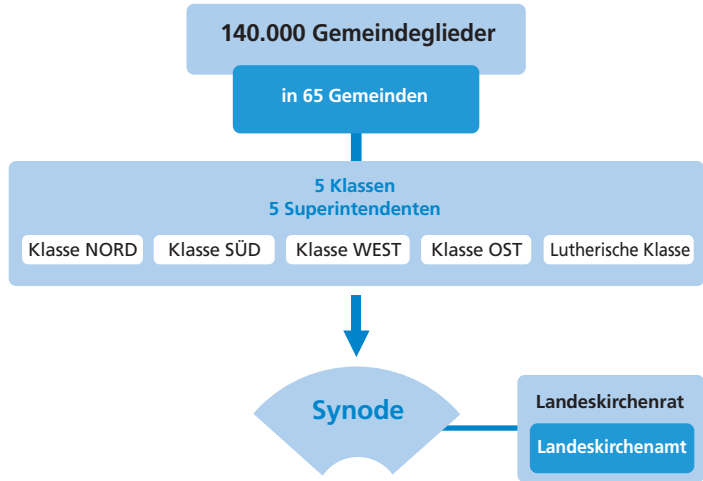 140.000 Gemeindeglieder
in 65 Gemeinden
5 Klassen
5 Superintendenten
Klasse NORD
Klasse SÜD
Klasse WEST
Klasse OST
Lutherische Klasse
Synode
Landeskirchenrat
Landeskirchenamt